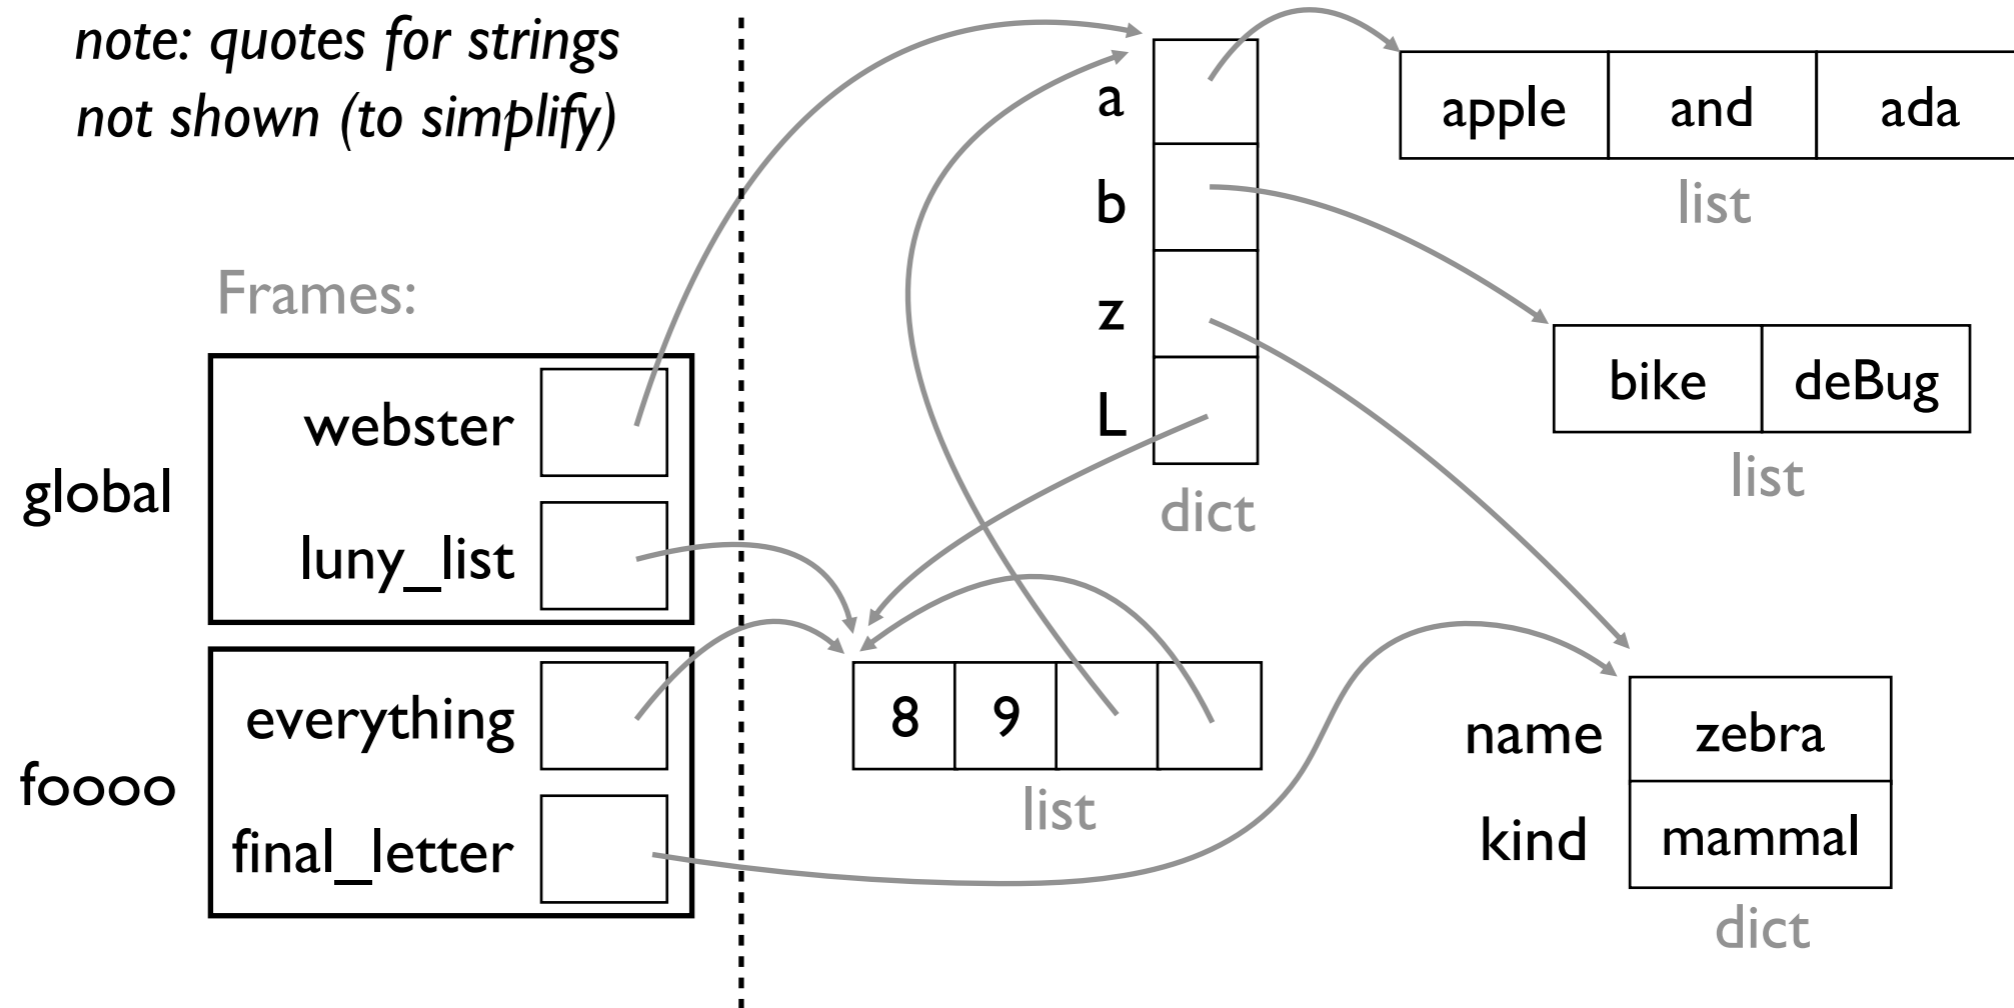 note: quotes for strings
not shown (to simplify)
Frames:
global
webster
luny_list
foooo
everything
final_letter
a
b
z
L
dict
apple and ada
list
bike deBug
list
8 9
list
name zebra
kind mammal
dict